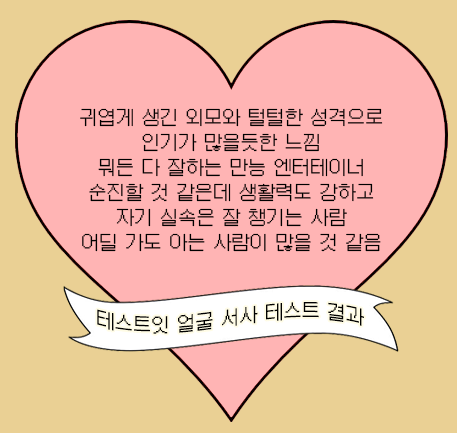 귀엽게 생긴 외모와 털털한 성격으로
인기가 많을듯한 느낌
뭐든 다 잘하는 만능 엔터테이너
순진할 것 같은데 생활력도 강하고
자기 실속은 잘 챙기는 사람
어딜 가도 아는 사람이 많을 것 같음
테스트잇 얼굴 서사 테스트 결과